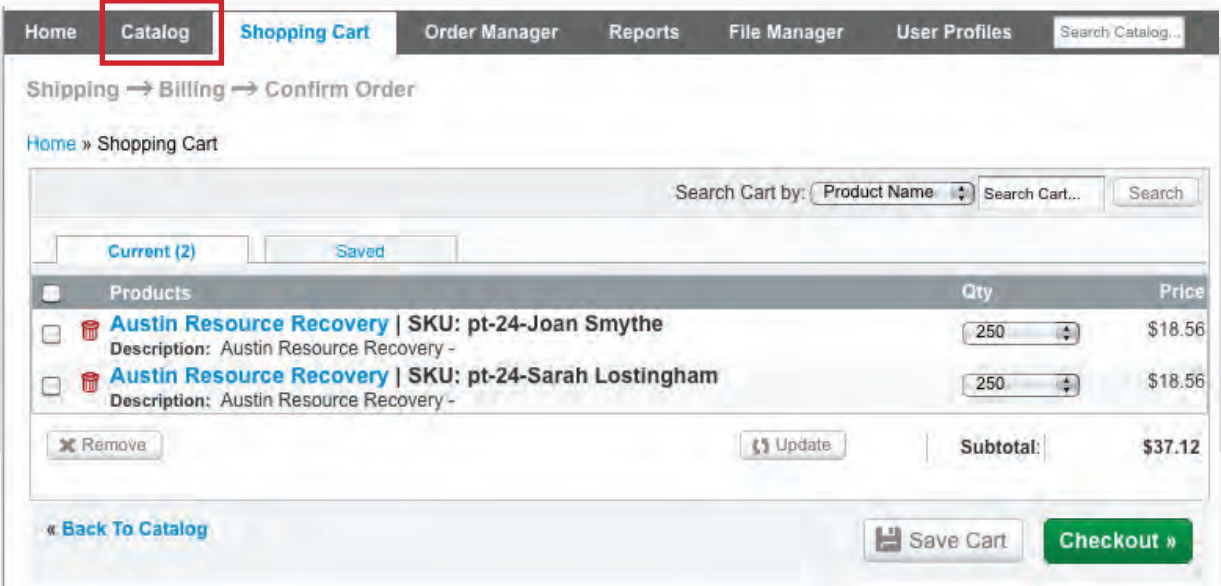 Home Catalog Shopping Cart Order Manager Reports File Manager User Profiles Search Catalog...
Shipping → Billing → Confirm Order
Home » Shopping Cart
Search Cart by: Product Name Search Cart... Search
Current (2) Saved
Products Qty Price
Austin Resource Recovery | SKU: pt-24-Joan Smythe 250 $18.56
Description: Austin Resource Recovery -
Austin Resource Recovery | SKU: pt-24-Sarah Lostingham 250 $18.56
Description: Austin Resource Recovery -
Remove Update Subtotal: $37.12
« Back To Catalog Save Cart Checkout »